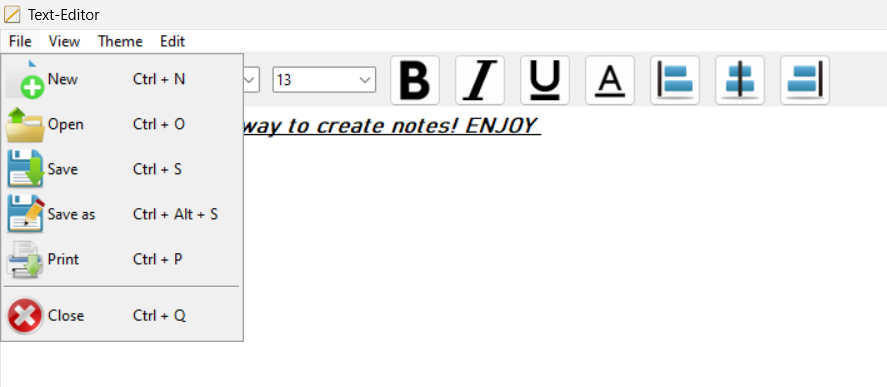 Text-Editor
File View Theme Edit
13 B I U A
New Ctrl + N
Open Ctrl + O
way to create notes! ENJOY
Save Ctrl + S
Save as Ctrl + Alt + S
Print Ctrl + P
Close Ctrl + Q